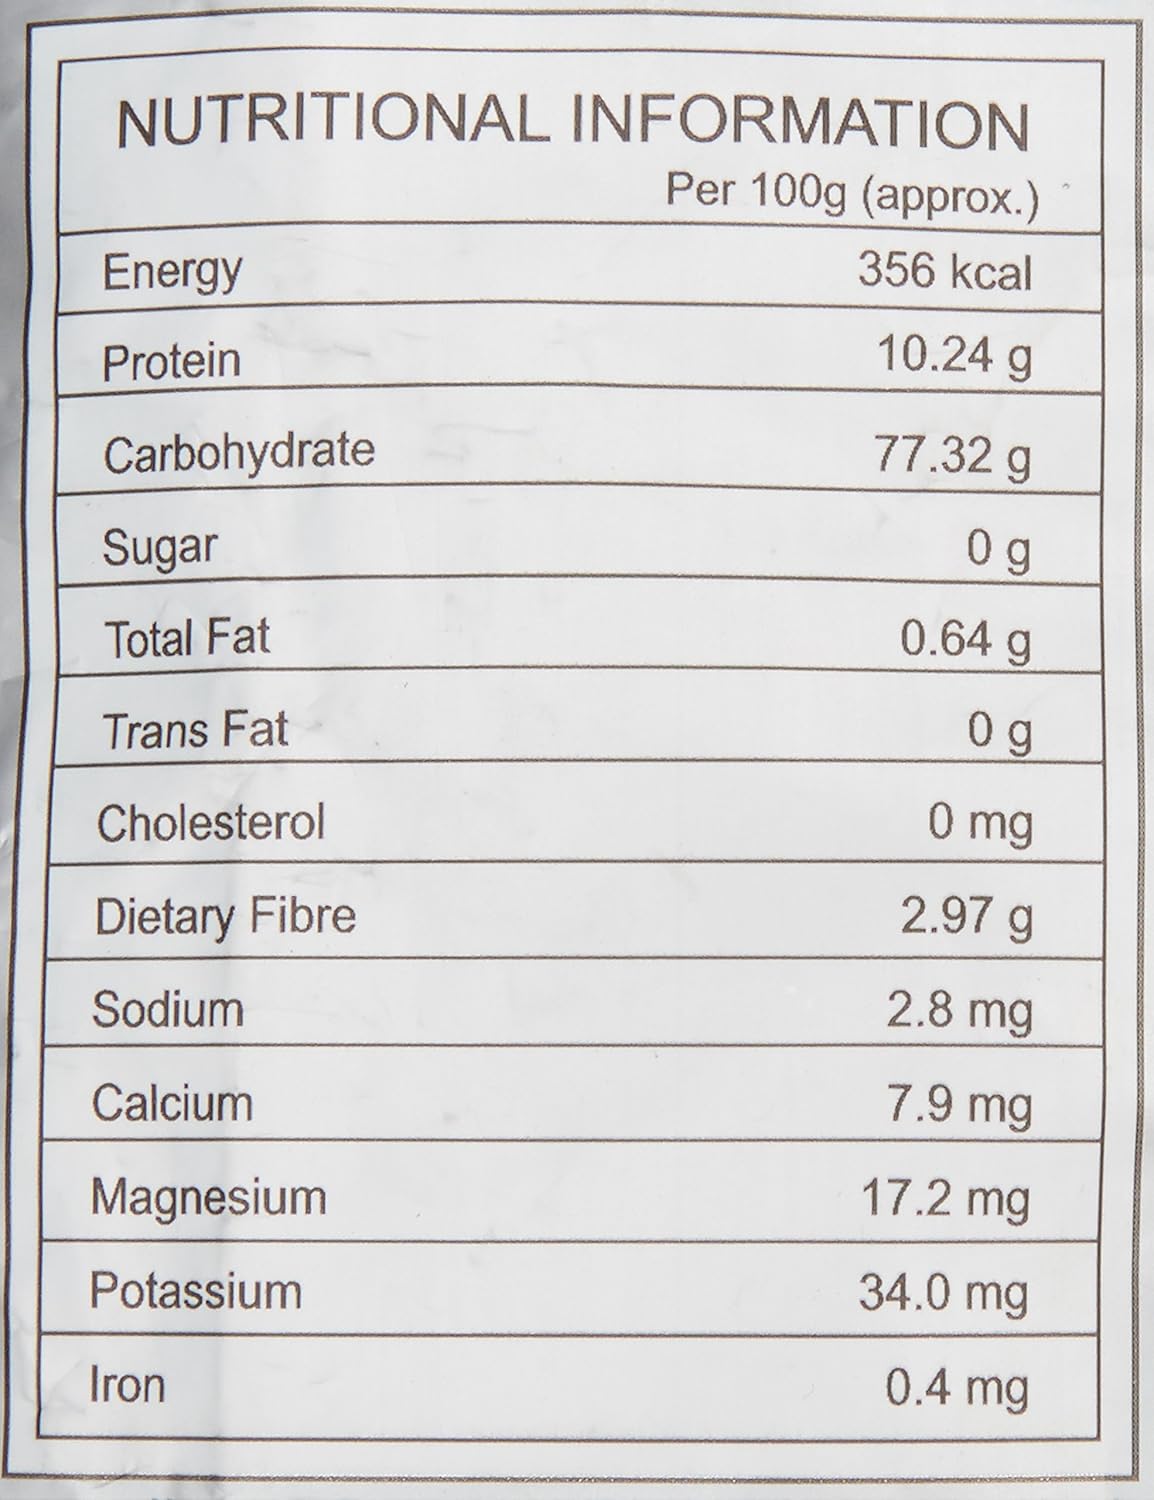 NUTRITIONAL INFORMATION
Per 100g (approx.)
Energy 356 kcal
Protein 10.24 g
Carbohydrate 77.32 g
Sugar 0 g
Total Fat 0.64 g
Trans Fat 0 g
Cholesterol 0 mg
Dietary Fibre 2.97 g
Sodium 2.8 mg
Calcium 7.9 mg
Magnesium 17.2 mg
Potassium 34.0 mg
Iron 0.4 mg